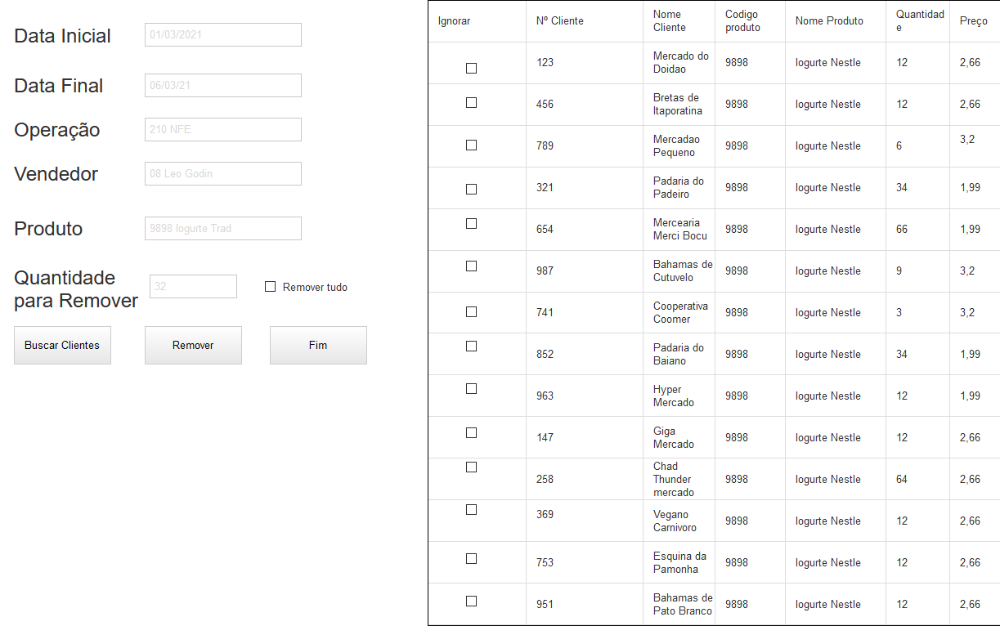 Data Inicial
01/03/2021
Data Final
06/03/21
Operação
210 NFE
Vendedor
08 Leo Godin
Produto
9898 Iogurte Trad
Quantidade
para Remover
32
Remover tudo
Buscar Clientes
Remover
Fim
Ignorar Nº Cliente Nome Codigo Nome Produto Quantidad Preço
Cliente produto e
123 Mercado do 9898 Iogurte Nestle 12 2,66
Doidao
456 Bretas de 9898 Iogurte Nestle 12 2,66
Itaporatina
789 Mercadao 9898 Iogurte Nestle 6 3,2
Pequeno
321 Padaria do 9898 Iogurte Nestle 34 1,99
Padeiro
654 Mercearia 9898 Iogurte Nestle 66 1,99
Merci Bocu
987 Bahamas de 9898 Iogurte Nestle 9 3,2
Cutuvelo
741 Cooperativa 9898 Iogurte Nestle 3 3,2
Coomer
852 Padaria do 9898 Iogurte Nestle 34 1,99
Baiano
963 Hyper 9898 Iogurte Nestle 12 1,99
Mercado
147 Giga 9898 Iogurte Nestle 12 2,66
Mercado
Chad
258 Thunder 9898 Iogurte Nestle 64 2,66
mercado
369 Vegano 9898 Iogurte Nestle 12 2,66
Carnivoro
753 Esquina da 9898 Iogurte Nestle 12 2,66
Pamonha
951 Bahamas de 9898 Iogurte Nestle 12 2,66
Pato Branco